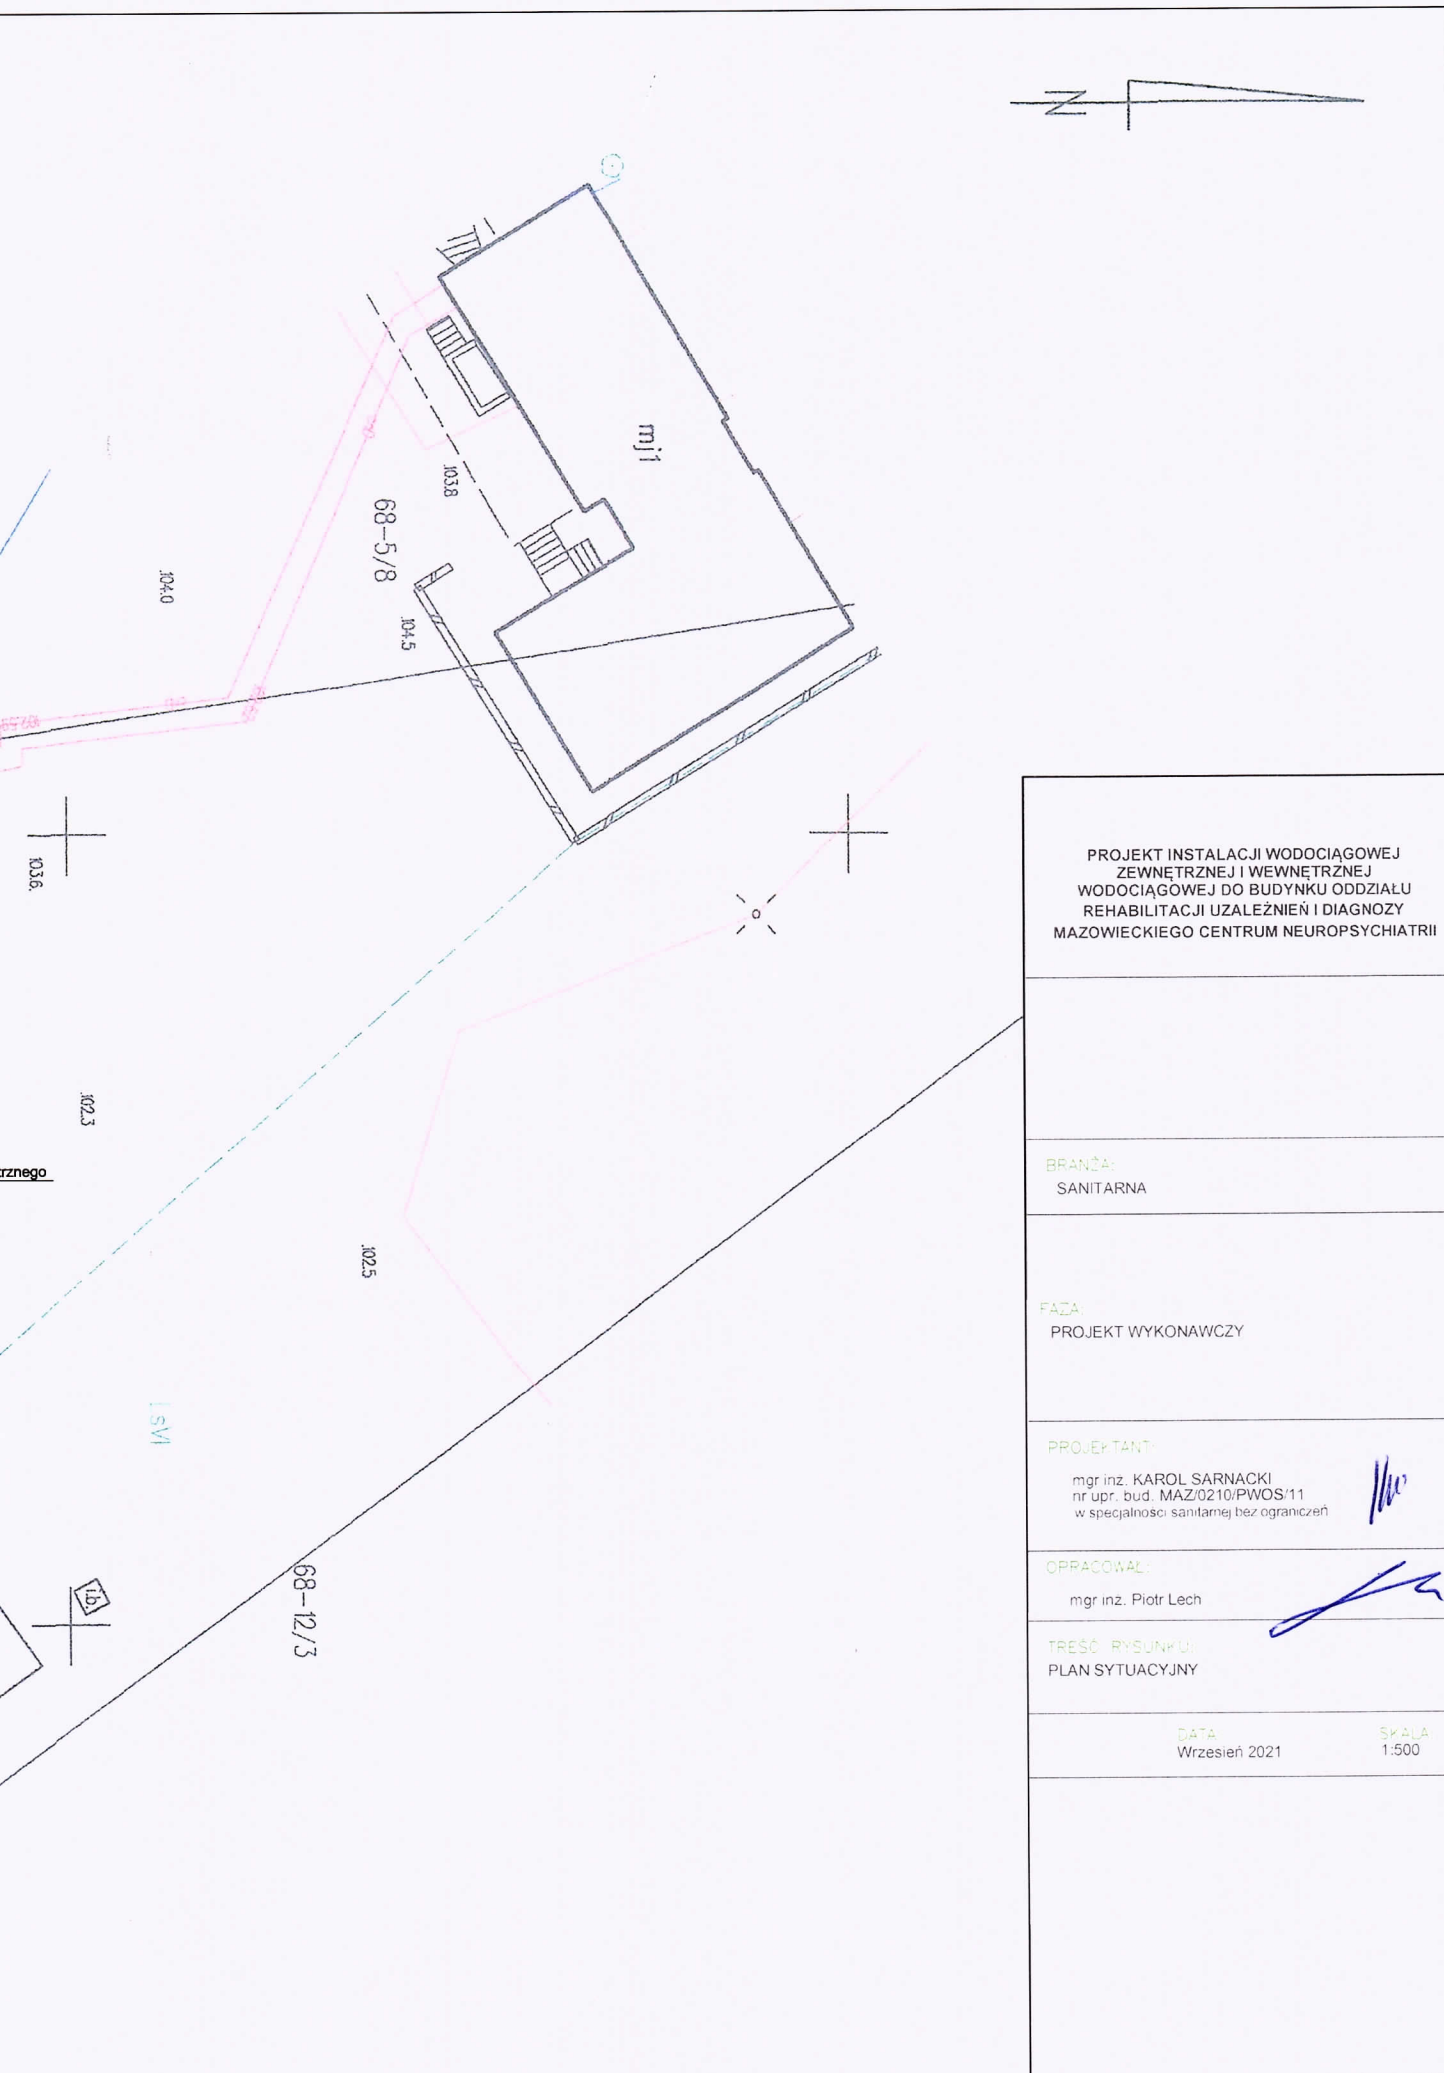 N
mj1
103.8
68-5/8
104.5
104.0
103.6
102.3
trznego
102.5
LsVI
i.b.
68-12/3
PROJEKT INSTALACJI WODOCIĄGOWEJ
ZEWNĘTRZNEJ I WEWNĘTRZNEJ
WODOCIĄGOWEJ DO BUDYNKU ODDZIAŁU
REHABILITACJI UZALEŻNIEŃ I DIAGNOZY
MAZOWIECKIEGO CENTRUM NEUROPSYCHIATRII
BRANŻA:
SANITARNA
FAZA:
PROJEKT WYKONAWCZY
PROJEKTANT:
mgr inż. KAROL SARNACKI
nr upr. bud. MAZ/0210/PWOS/11
w specjalności sanitarnej bez ograniczeń
OPRACOWAŁ:
mgr inż. Piotr Lech
TREŚĆ RYSUNKU:
PLAN SYTUACYJNY
DATA SKALA
Wrzesień 2021 1:500